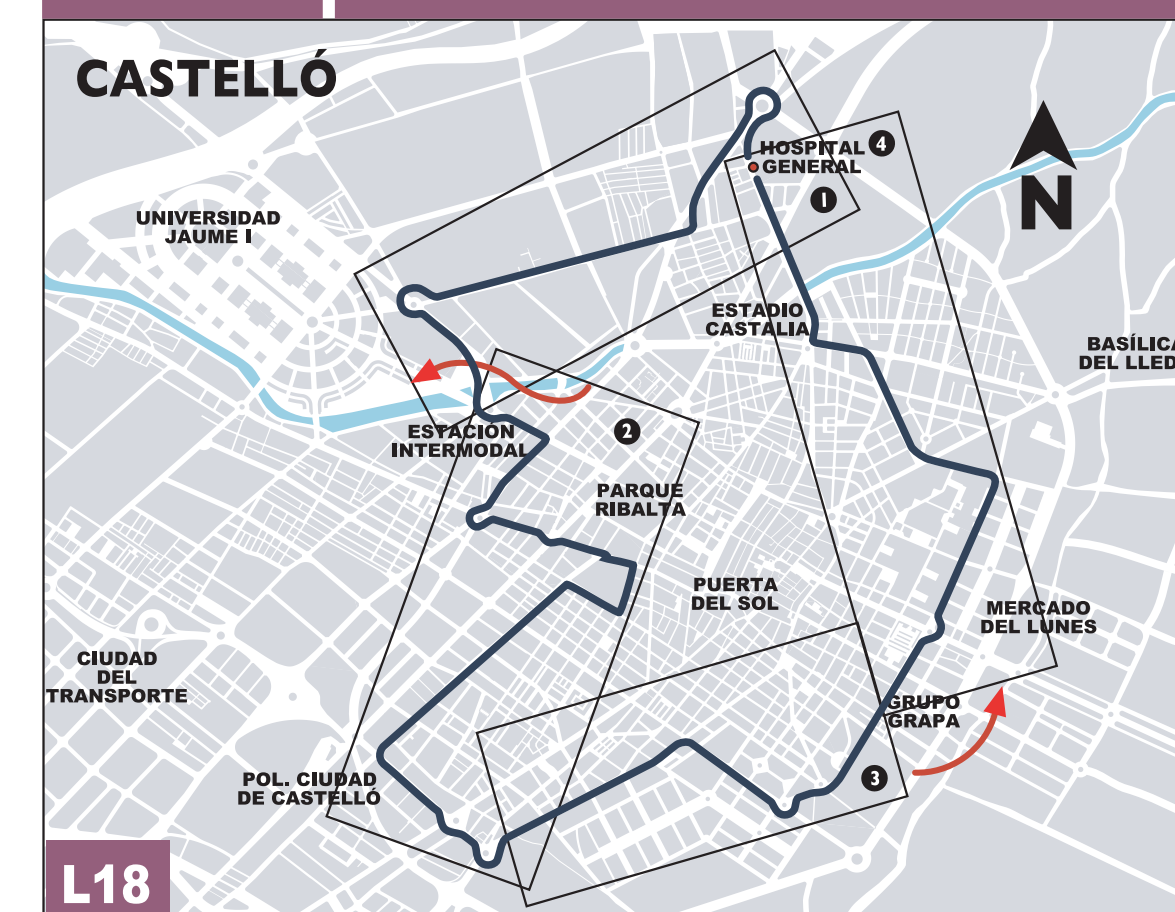 CASTELLÓ
HOSPITAL
GENERAL
4
1
N
UNIVERSIDAD
JAUME I
ESTADIO
CASTALIA
BASÍLICA
DEL LLED
2
ESTACIÓN
INTERMODAL
PARQUE
RIBALTA
PUERTA
DEL SOL
MERCADO
DEL LUNES
CIUDAD
DEL
TRANSPORTE
GRUPO
GRAPA
3
POL. CIUDAD
DE CASTELLÓ
L18